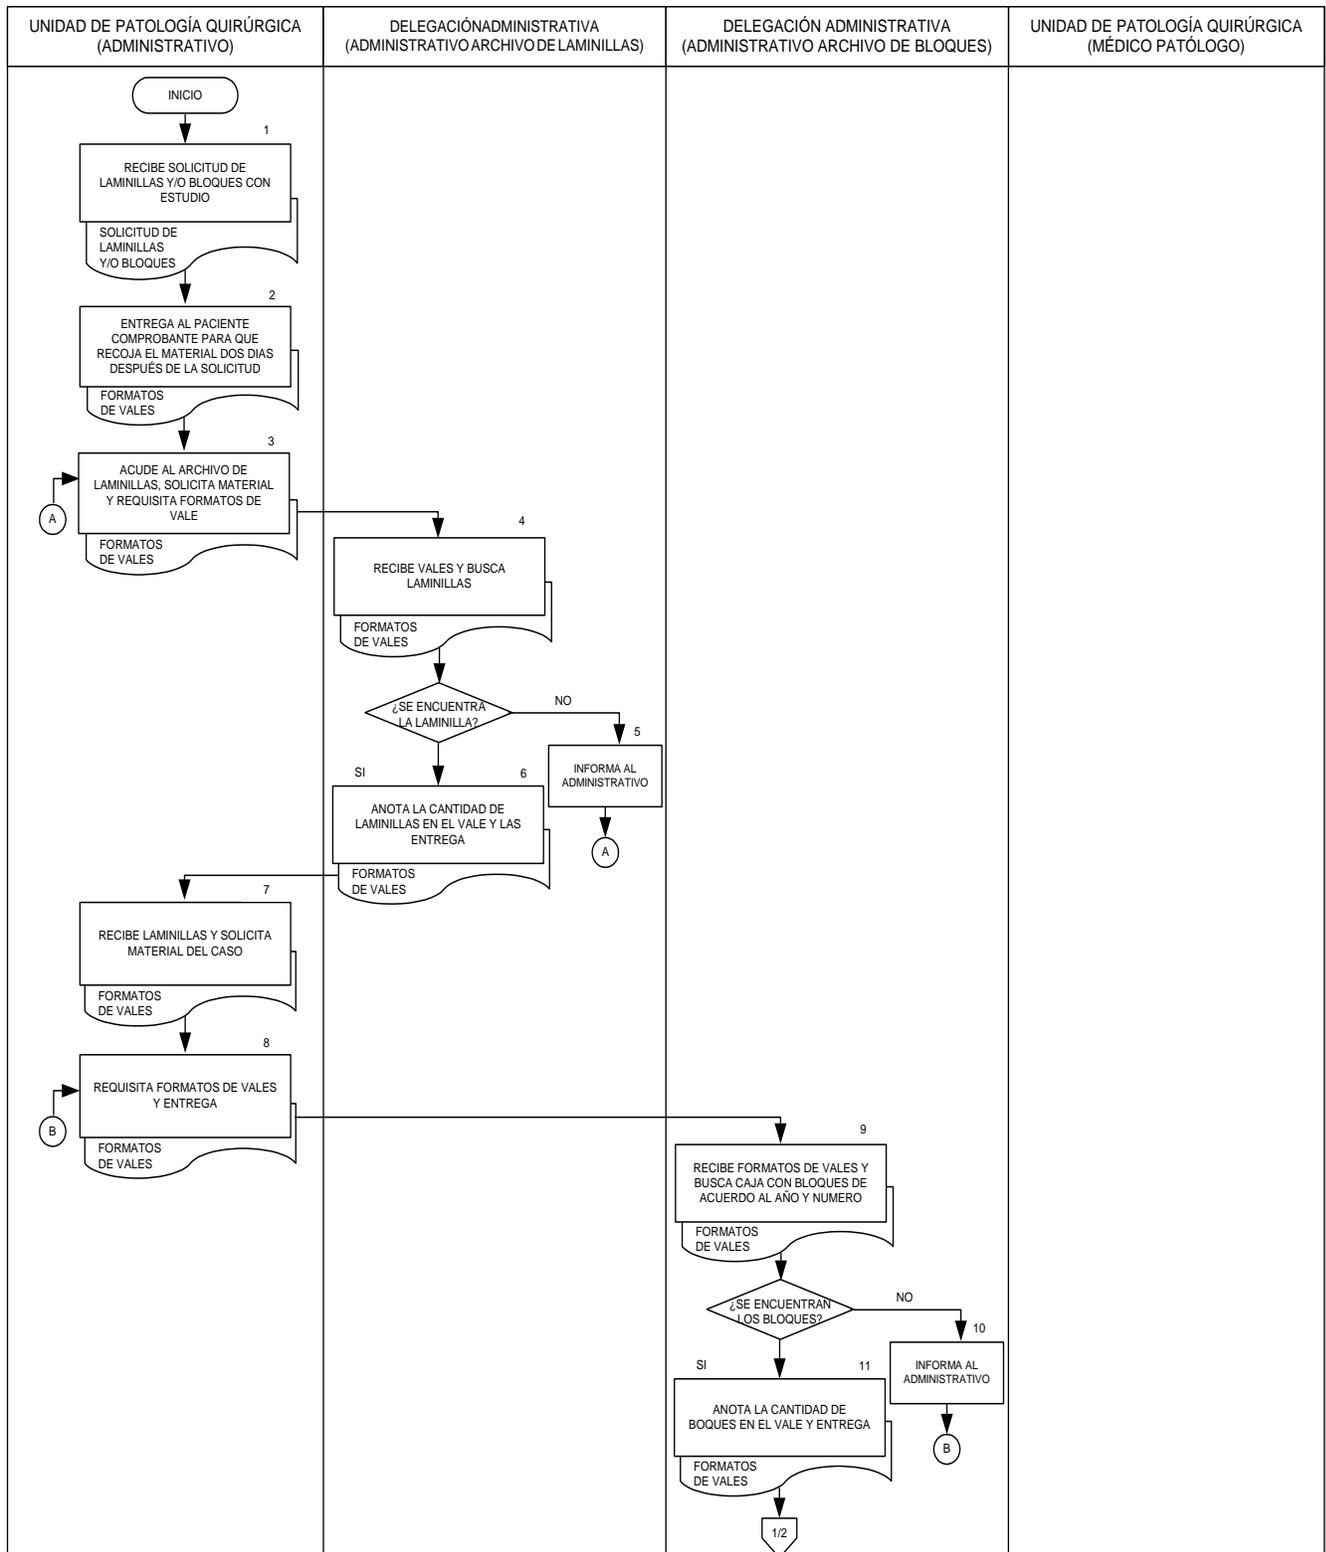 UNIDAD DE PATOLOGÍA QUIRÚRGICA
(ADMINISTRATIVO)
DELEGACIÓNADMINISTRATIVA
(ADMINISTRATIVO ARCHIVO DE LAMINILLAS)
DELEGACIÓN ADMINISTRATIVA
(ADMINISTRATIVO ARCHIVO DE BLOQUES)
UNIDAD DE PATOLOGÍA QUIRÚRGICA
(MÉDICO PATÓLOGO)
INICIO
1
RECIBE SOLICITUD DE
LAMINILLAS Y/O BLOQUES CON
ESTUDIO
SOLICITUD DE
LAMINILLAS
Y/O BLOQUES
2
ENTREGA AL PACIENTE
COMPROBANTE PARA QUE
RECOJA EL MATERIAL DOS DIAS
DESPUÉS DE LA SOLICITUD
FORMATOS
DE VALES
3
ACUDE AL ARCHIVO DE
LAMINILLAS, SOLICITA MATERIAL
Y REQUISITA FORMATOS DE
VALE
A
FORMATOS
DE VALES
4
RECIBE VALES Y BUSCA
LAMINILLAS
FORMATOS
DE VALES
¿SE ENCUENTRA
LA LAMINILLA?
NO
5
INFORMA AL
ADMINISTRATIVO
A
SI
6
ANOTA LA CANTIDAD DE
LAMINILLAS EN EL VALE Y LAS
ENTREGA
FORMATOS
DE VALES
7
RECIBE LAMINILLAS Y SOLICITA
MATERIAL DEL CASO
FORMATOS
DE VALES
8
REQUISITA FORMATOS DE VALES
Y ENTREGA
B
FORMATOS
DE VALES
9
RECIBE FORMATOS DE VALES Y
BUSCA CAJA CON BLOQUES DE
ACUERDO AL AÑO Y NUMERO
FORMATOS
DE VALES
¿SE ENCUENTRAN
LOS BLOQUES?
NO
10
INFORMA AL
ADMINISTRATIVO
B
SI
11
ANOTA LA CANTIDAD DE
BOQUES EN EL VALE Y ENTREGA
FORMATOS
DE VALES
1/2